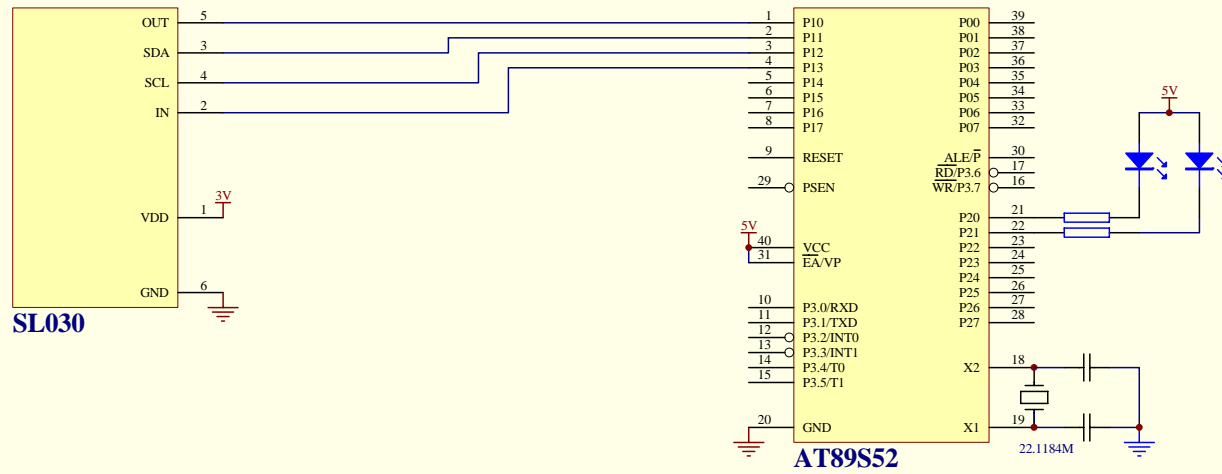 OUT 5 1 P10 P00 39
2 P11 P01 38
SDA 3 3 P12 P02 37
4 P13 P03 36
SCL 4 5 P14 P04 35
6 P15 P05 34
IN 2 7 P16 P06 33
8 P17 P07 32
5V
9 RESET ALE/P 30
RD/P3.6 17
29 PSEN WR/P3.7 16
3V
VDD 1 P20 21
5V P21 22
40 VCC P22 23
31 EA/VP P23 24
P24 25
GND 6 P25 26
10 P3.0/RXD P26 27
11 P3.1/TXD P27 28
SL030
12 P3.2/INT0
13 P3.3/INT1
14 P3.4/T0 X2 18
15 P3.5/T1
20 GND X1 19
22.1184M
AT89S52